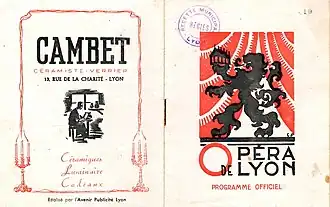 CAMBET
CÉRAMISTE-VERRIER
12, RUE DE LA CHARITÉ - LYON
Céramiques
Luminaire
Cadeaux
Réalisé par l'Avenir Publicité Lyon
OPÉRA
DE LYON
PROGRAMME OFFICIEL